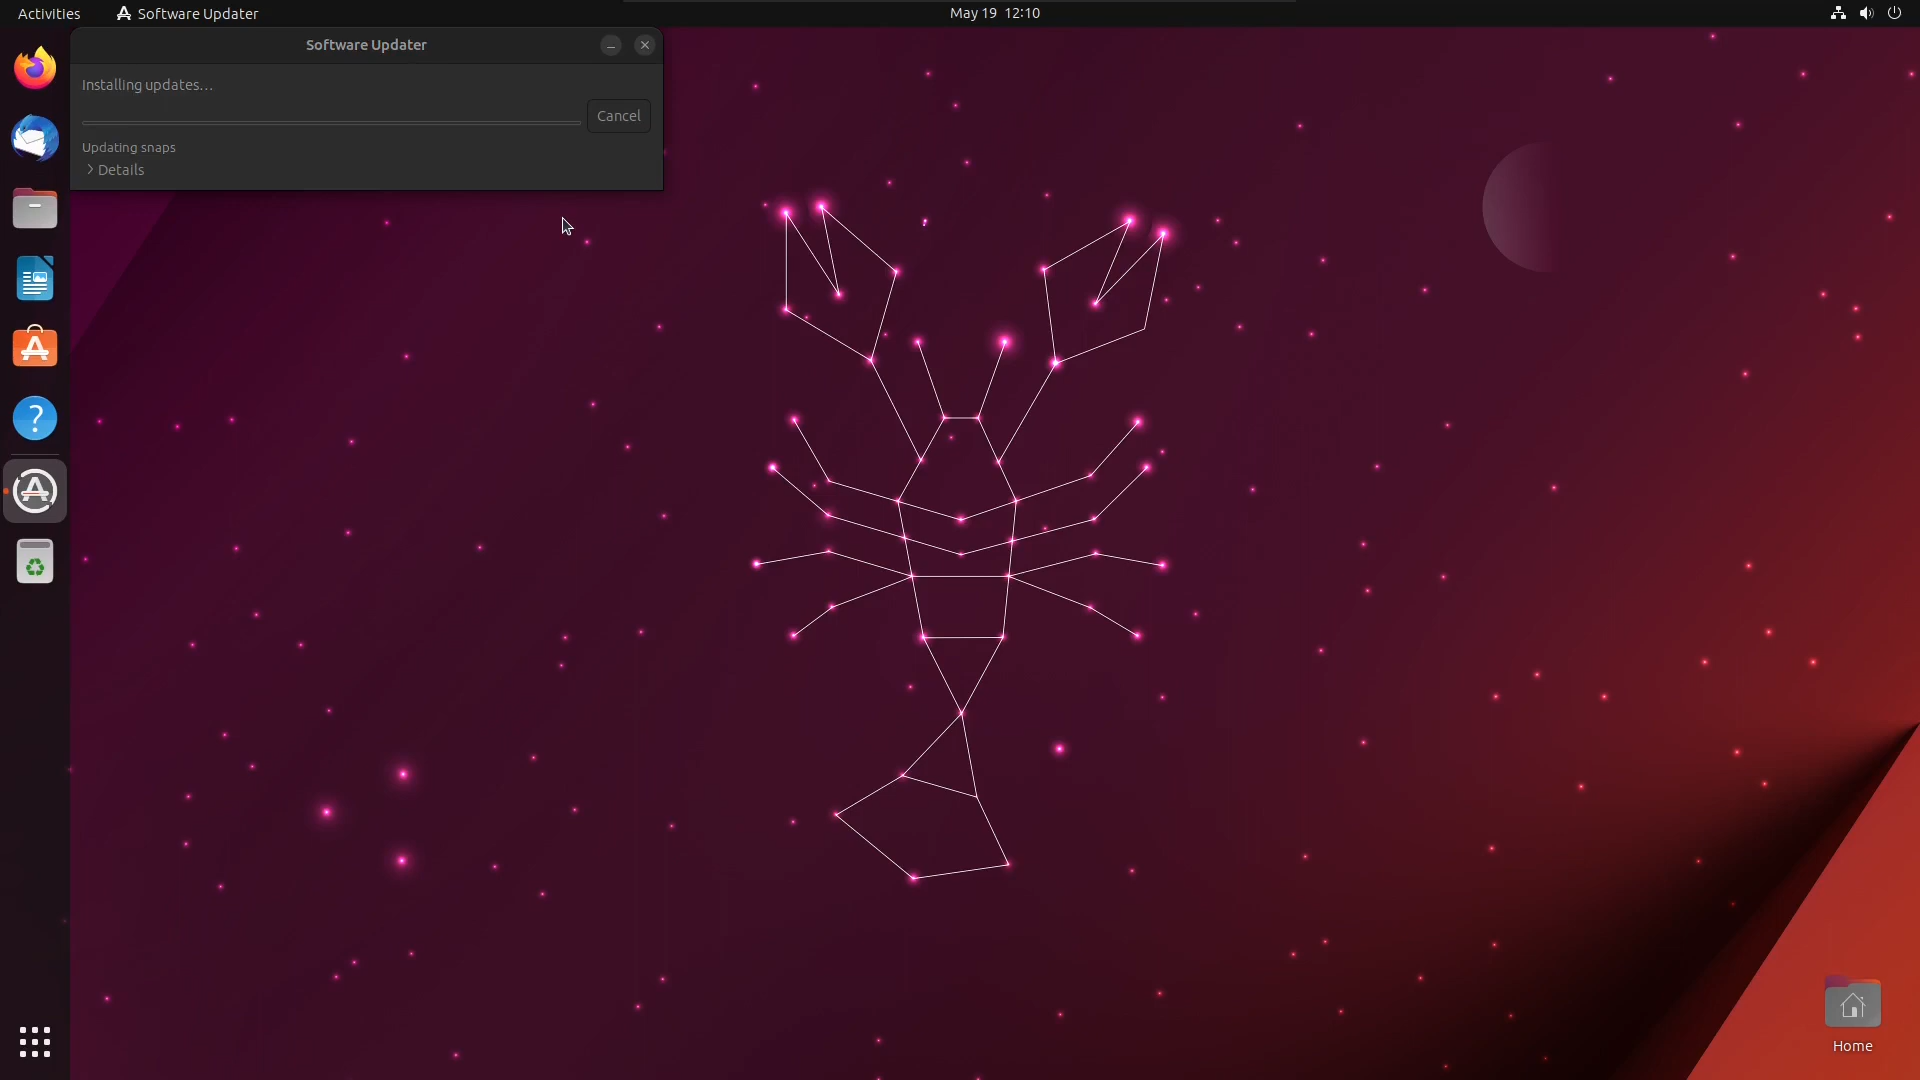 Activities
Software Updater
May 19 12:10
Software Updater
Installing updates…
Cancel
Updating snaps
Details
Home